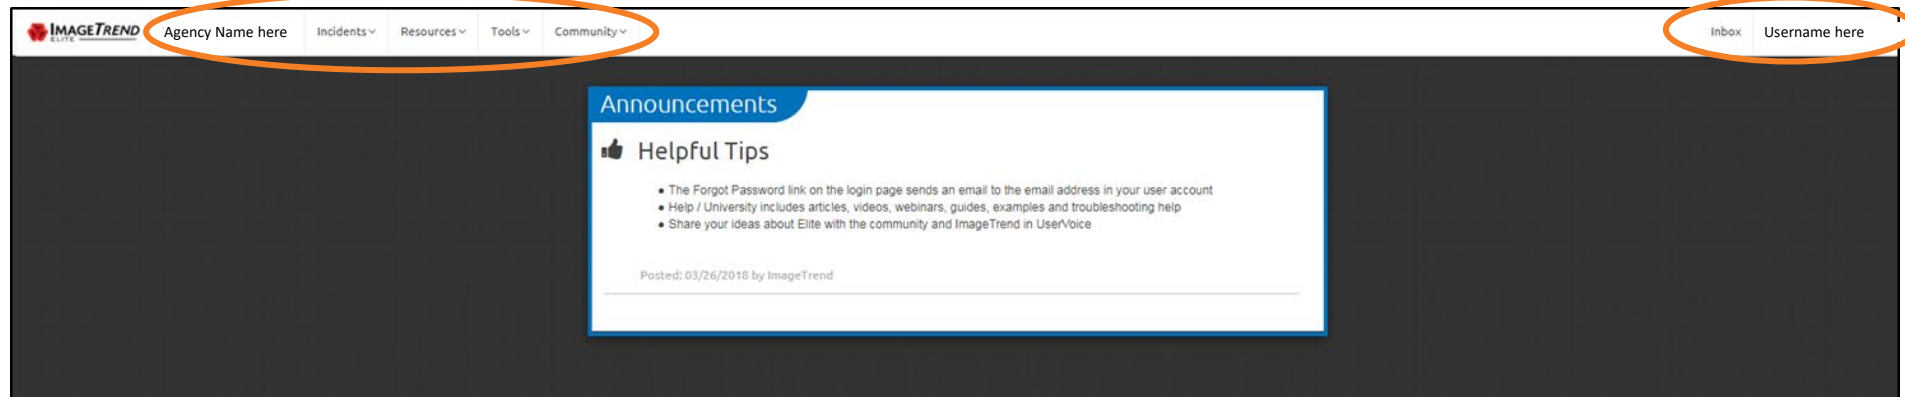 IMAGETREND
ELITE
Agency Name here
Incidents
Resources
Tools
Community
Inbox
Username here
Announcements
Helpful Tips
• The Forgot Password link on the login page sends an email to the email address in your user account
• Help / University includes articles, videos, webinars, guides, examples and troubleshooting help
• Share your ideas about Elite with the community and ImageTrend in UserVoice
Posted: 03/26/2018 by ImageTrend